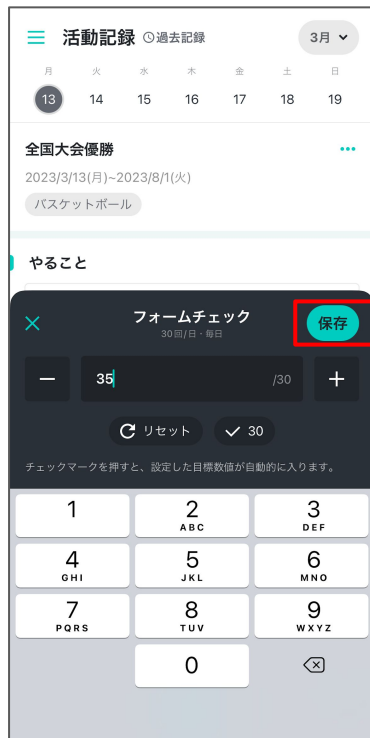 活動記録 過去記録 3月
月 火 水 木 金 土 日
13 14 15 16 17 18 19
全国大会優勝
2023/3/13(月)~2023/8/1(火)
バスケットボール
やること
フォームチェック 保存
30回/日・毎日
35 /30
リセット 30
チェックマークを押すと、設定した目標数値が自動的に入ります。
1 2 3
ABC DEF
4 5 6
GHI JKL MNO
7 8 9
PQRS TUV WXYZ
0